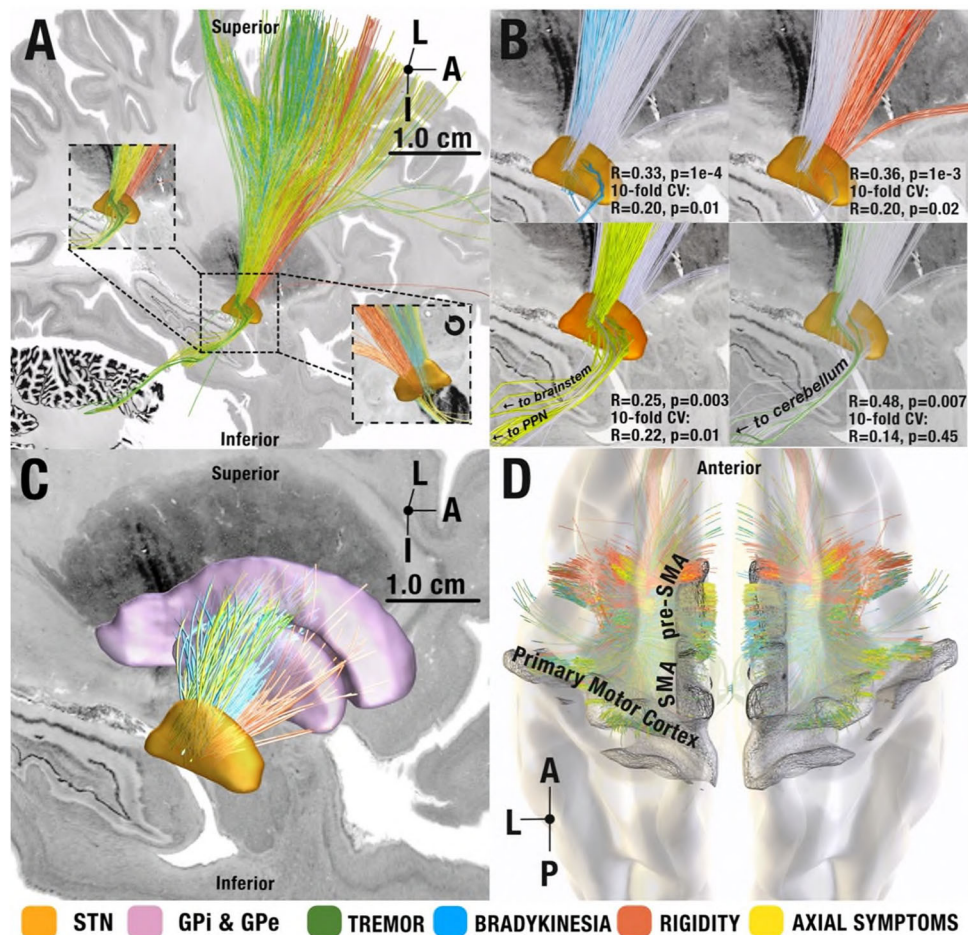 A
Superior
L
A
I
1.0 cm
Inferior
B
R=0.33, p=1e-4
10-fold CV:
R=0.20, p=0.01
R=0.36, p=1e-3
10-fold CV:
R=0.20, p=0.02
← to brainstem
← to PPN
R=0.25, p=0.003
10-fold CV:
R=0.22, p=0.01
← to cerebellum
R=0.48, p=0.007
10-fold CV:
R=0.14, p=0.45
C
Superior
L
A
I
1.0 cm
Inferior
D
Anterior
pre-SMA
SMA
Primary Motor Cortex
A
L
P
STN
GPi & GPe
TREMOR
BRADYKINESIA
RIGIDITY
AXIAL SYMPTOMS